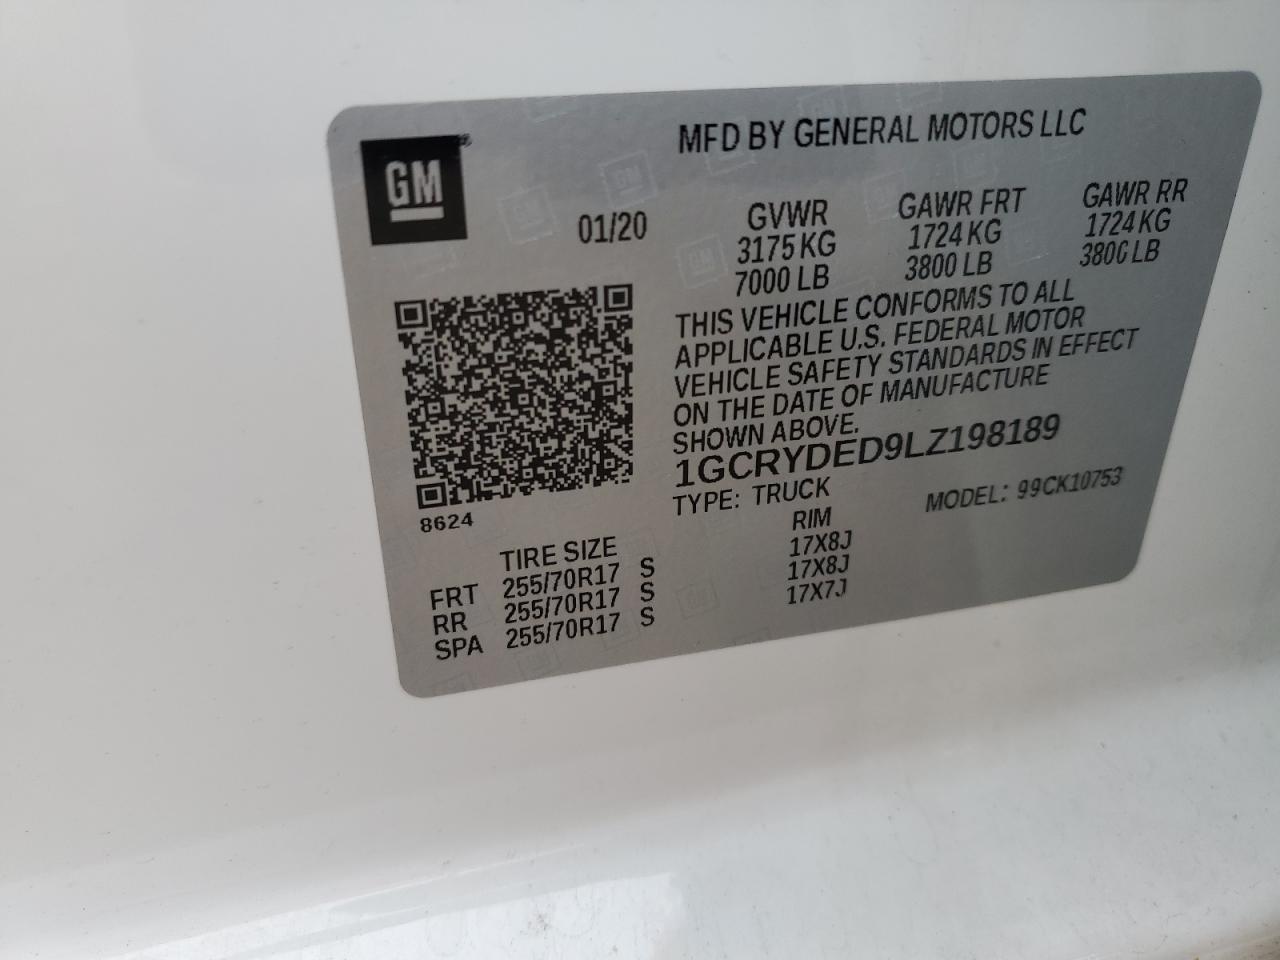 MFD BY GENERAL MOTORS LLC
GM
01/20
GVWR GAWR FRT GAWR RR
3175 KG 1724 KG 1724 KG
7000 LB 3800 LB 3800 LB
THIS VEHICLE CONFORMS TO ALL
APPLICABLE U.S. FEDERAL MOTOR
VEHICLE SAFETY STANDARDS IN EFFECT
ON THE DATE OF MANUFACTURE
SHOWN ABOVE.
1GCRYDED9LZ198189
TYPE: TRUCK MODEL: 99CK10753
8624
TIRE SIZE RIM
FRT 255/70R17 S 17X8J
RR 255/70R17 S 17X8J
SPA 255/70R17 S 17X7J